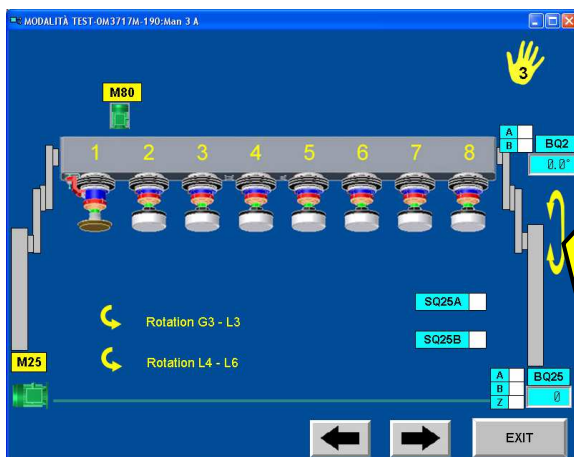 MODALITÀ TEST-0M3717M-190:Man 3 A
3
M80
A
B
BQ2
0.0°
1 2 3 4 5 6 7 8
SQ25A
Rotation G3 - L3
SQ25B
M25
Rotation L4 - L6
A
B
Z
BQ25
0
EXIT